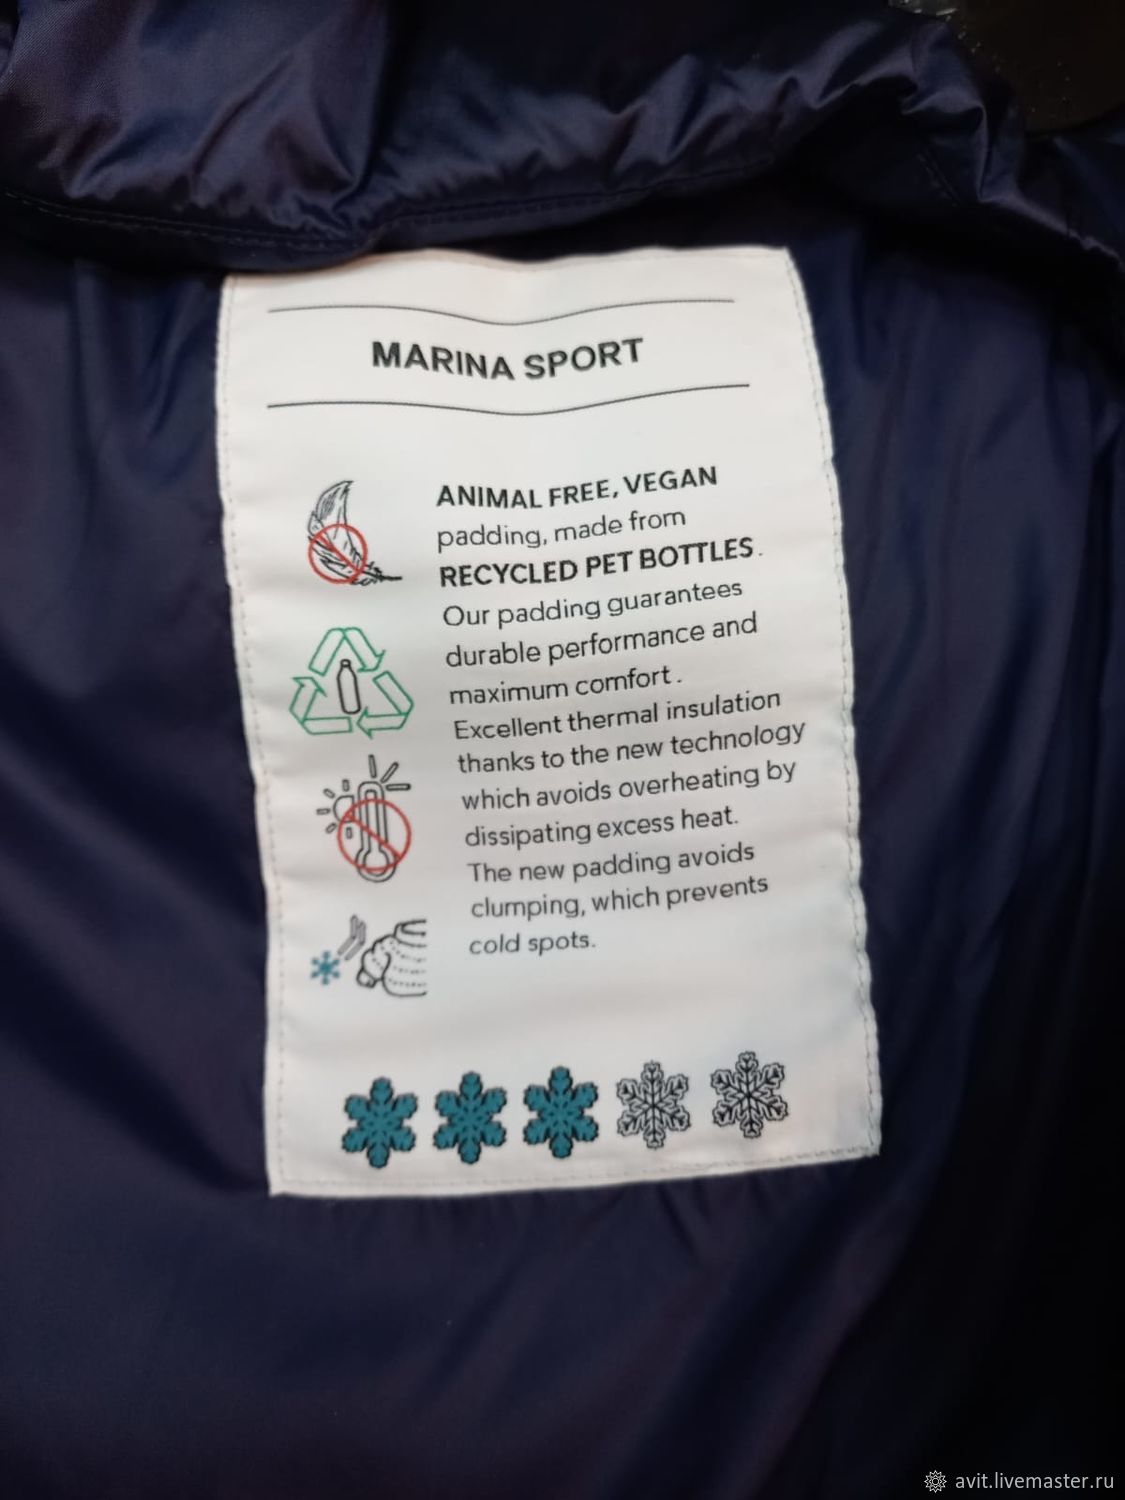 MARINA SPORT
ANIMAL FREE, VEGAN
padding, made from
RECYCLED PET BOTTLES.
Our padding guarantees
durable performance and
maximum comfort.
Excellent thermal insulation
thanks to the new technology
which avoids overheating by
dissipating excess heat.
The new padding avoids
clumping, which prevents
cold spots.
avit.livemaster.ru